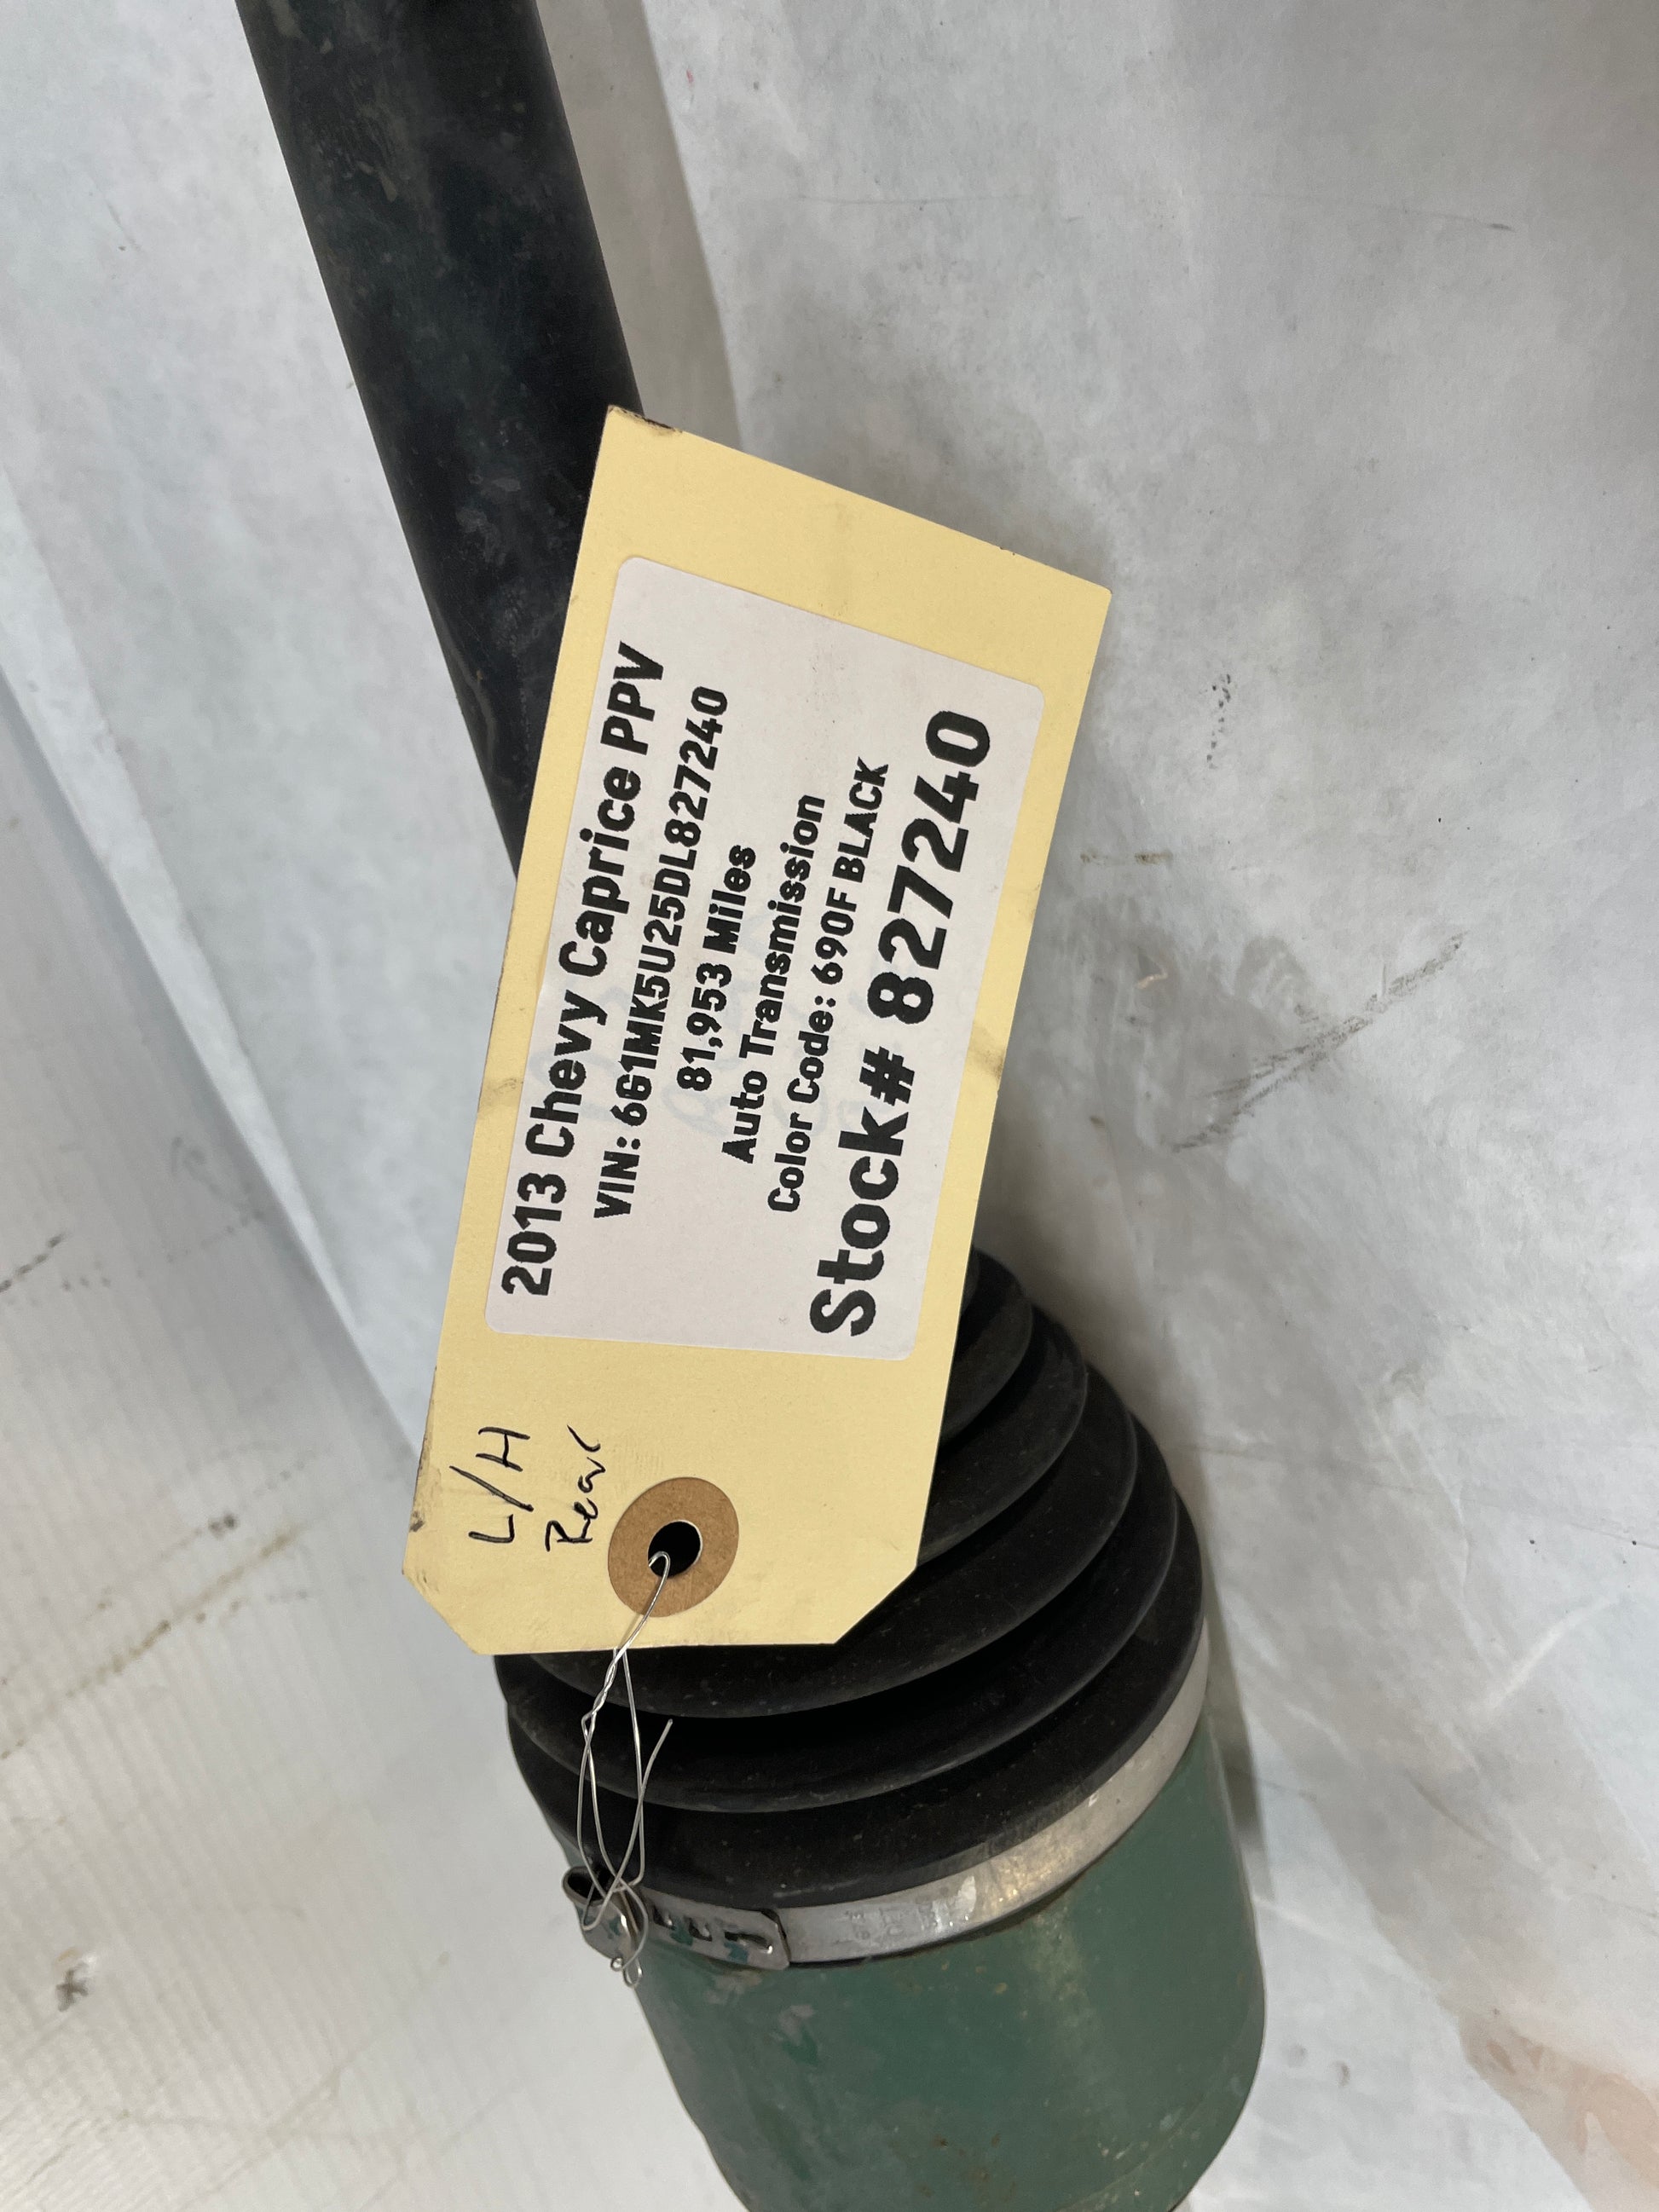 L/H
Rear
2013 Chevy Caprice PPV
VIN: 6G1MK5U25DL827240
81,953 Miles
Auto Transmission
Color Code: 690F BLACK
Stock# 827240